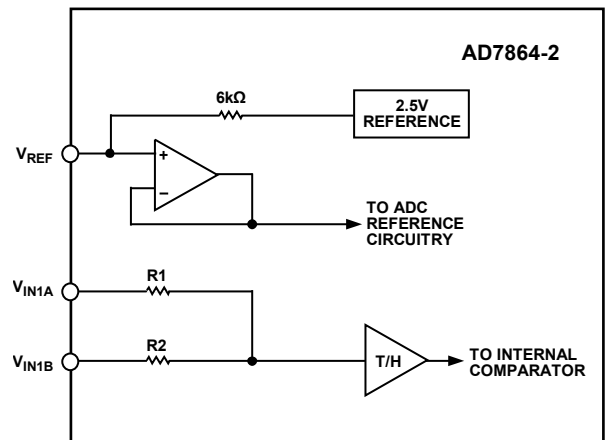 AD7864-2
6kΩ
2.5V
REFERENCE
VREF
+
–
TO ADC
REFERENCE
CIRCUITRY
VIN1A
R1
VIN1B
R2
T/H
TO INTERNAL
COMPARATOR